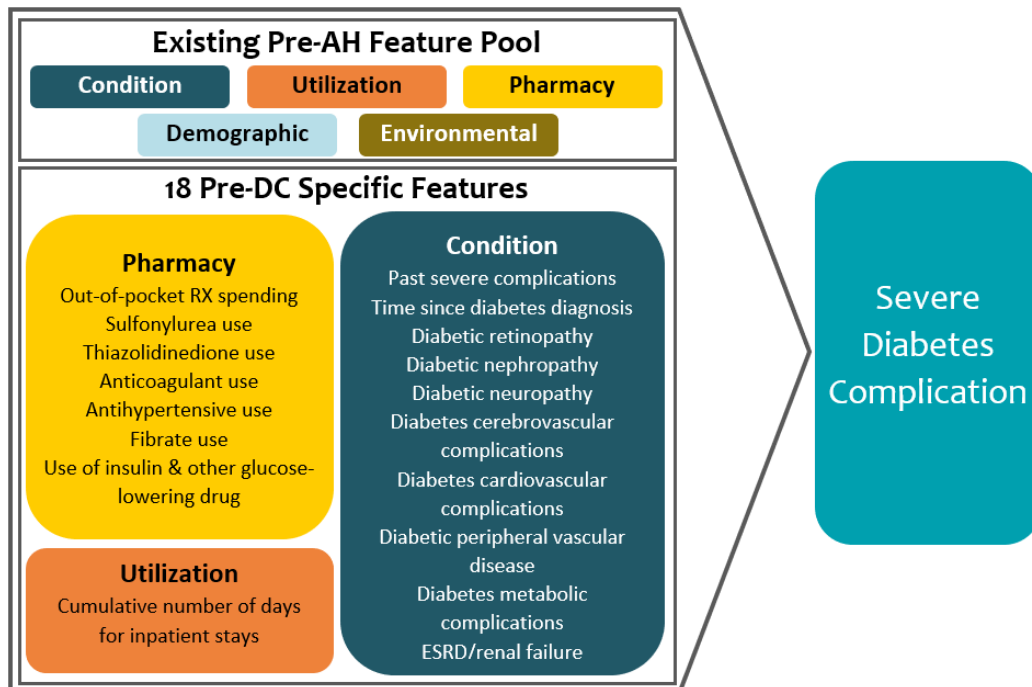 Existing Pre-AH Feature Pool
Condition
Utilization
Pharmacy
Demographic
Environmental
18 Pre-DC Specific Features
Pharmacy
Out-of-pocket RX spending
Sulfonylurea use
Thiazolidinedione use
Anticoagulant use
Antihypertensive use
Fibrate use
Use of insulin & other glucose-
lowering drug
Utilization
Cumulative number of days
for inpatient stays
Condition
Past severe complications
Time since diabetes diagnosis
Diabetic retinopathy
Diabetic nephropathy
Diabetic neuropathy
Diabetes cerebrovascular
complications
Diabetes cardiovascular
complications
Diabetic peripheral vascular
disease
Diabetes metabolic
complications
ESRD/renal failure
Severe
Diabetes
Complication